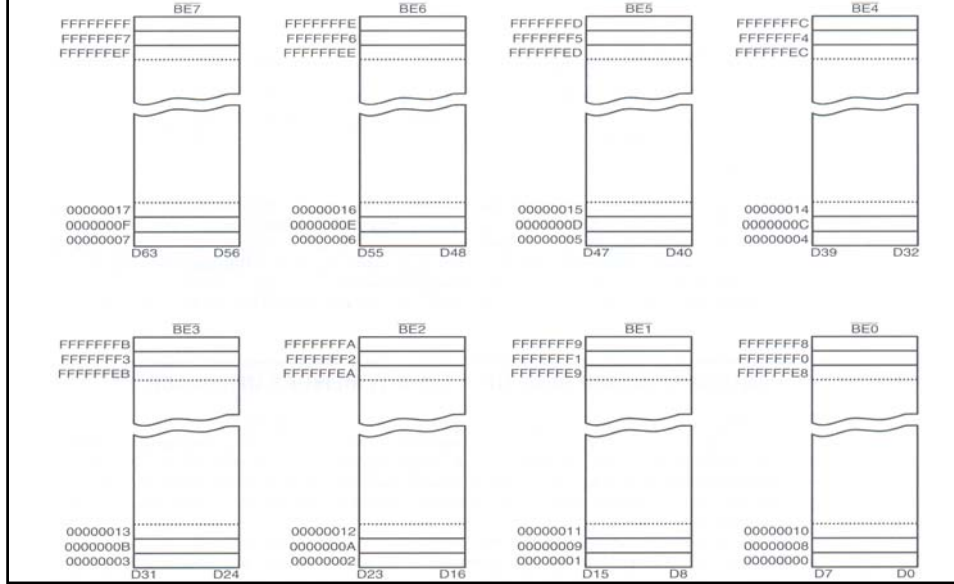 BE7 BE6 BE5 BE4
FFFFFFFF FFFFFFFE FFFFFFFD FFFFFFFC
FFFFFFF7 FFFFFFF6 FFFFFFF5 FFFFFFF4
FFFFFFEF FFFFFFEE FFFFFFED FFFFFFEC
00000017 00000016 00000015 00000014
0000000F 0000000E 0000000D 0000000C
00000007 00000006 00000005 00000004
D63 D56 D55 D48 D47 D40 D39 D32
BE3 BE2 BE1 BE0
FFFFFFFB FFFFFFFA FFFFFFF9 FFFFFFF8
FFFFFFF3 FFFFFFF2 FFFFFFF1 FFFFFFF0
FFFFFFEB FFFFFFEA FFFFFFE9 FFFFFFE8
00000013 00000012 00000011 00000010
0000000B 0000000A 00000009 00000008
00000003 00000002 00000001 00000000
D31 D24 D23 D16 D15 D8 D7 D0